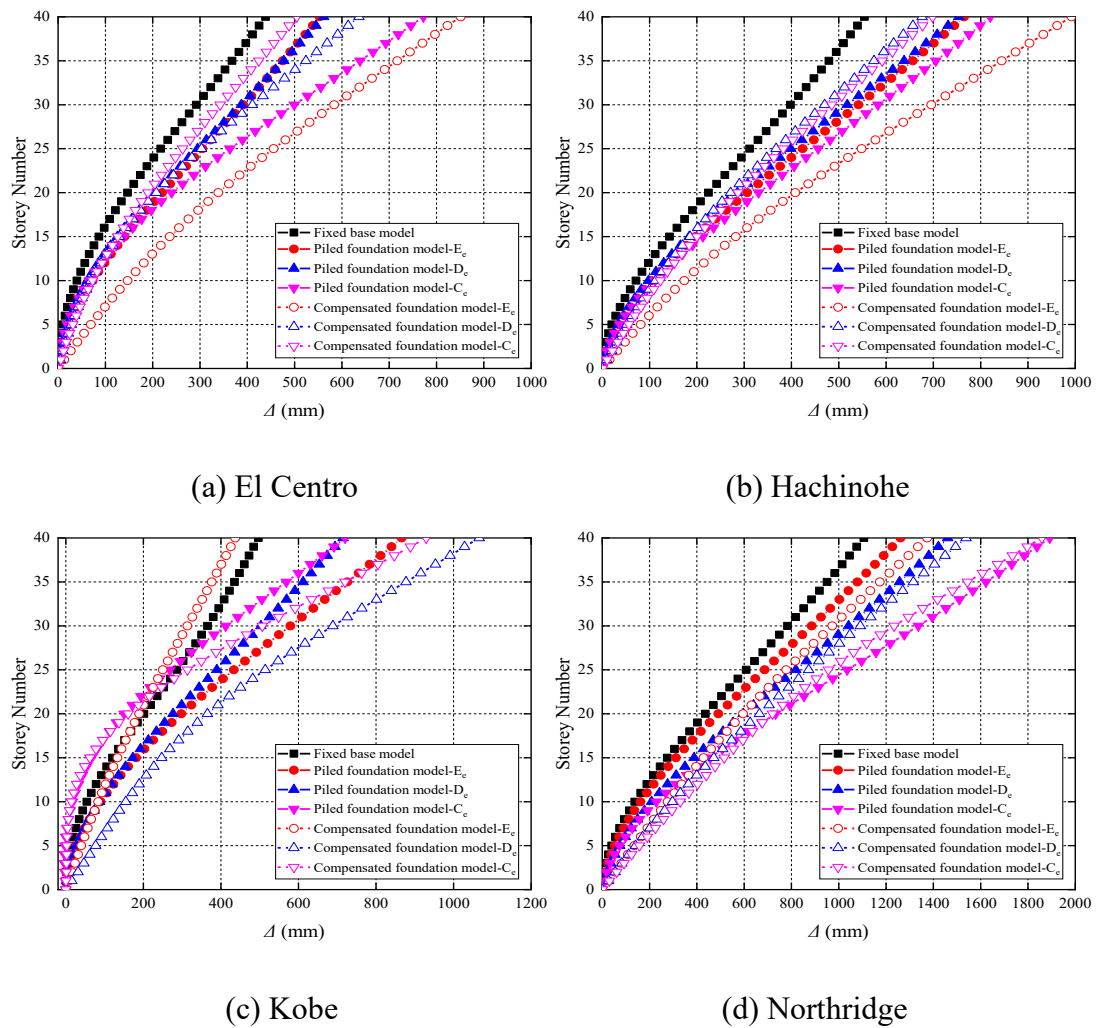 40
35
30
25
20
15
10
5
0
Storey Number
Fixed base model
Piled foundation model-Ee
Piled foundation model-De
Piled foundation model-Ce
Compensated foundation model-Ee
Compensated foundation model-De
Compensated foundation model-Ce
0 100 200 300 400 500 600 700 800 900 1000
Δ (mm)
(a) El Centro
40
35
30
25
20
15
10
5
0
Storey Number
Fixed base model
Piled foundation model-Ee
Piled foundation model-De
Piled foundation model-Ce
Compensated foundation model-Ee
Compensated foundation model-De
Compensated foundation model-Ce
0 100 200 300 400 500 600 700 800 900 1000
Δ (mm)
(b) Hachinohe
40
35
30
25
20
15
10
5
0
Storey Number
Fixed base model
Piled foundation model-Ee
Piled foundation model-De
Piled foundation model-Ce
Compensated foundation model-Ee
Compensated foundation model-De
Compensated foundation model-Ce
0 200 400 600 800 1000 1200
Δ (mm)
(c) Kobe
40
35
30
25
20
15
10
5
0
Storey Number
Fixed base model
Piled foundation model-Ee
Piled foundation model-De
Piled foundation model-Ce
Compensated foundation model-Ee
Compensated foundation model-De
Compensated foundation model-Ce
0 200 400 600 800 1000 1200 1400 1600 1800 2000
Δ (mm)
(d) Northridge